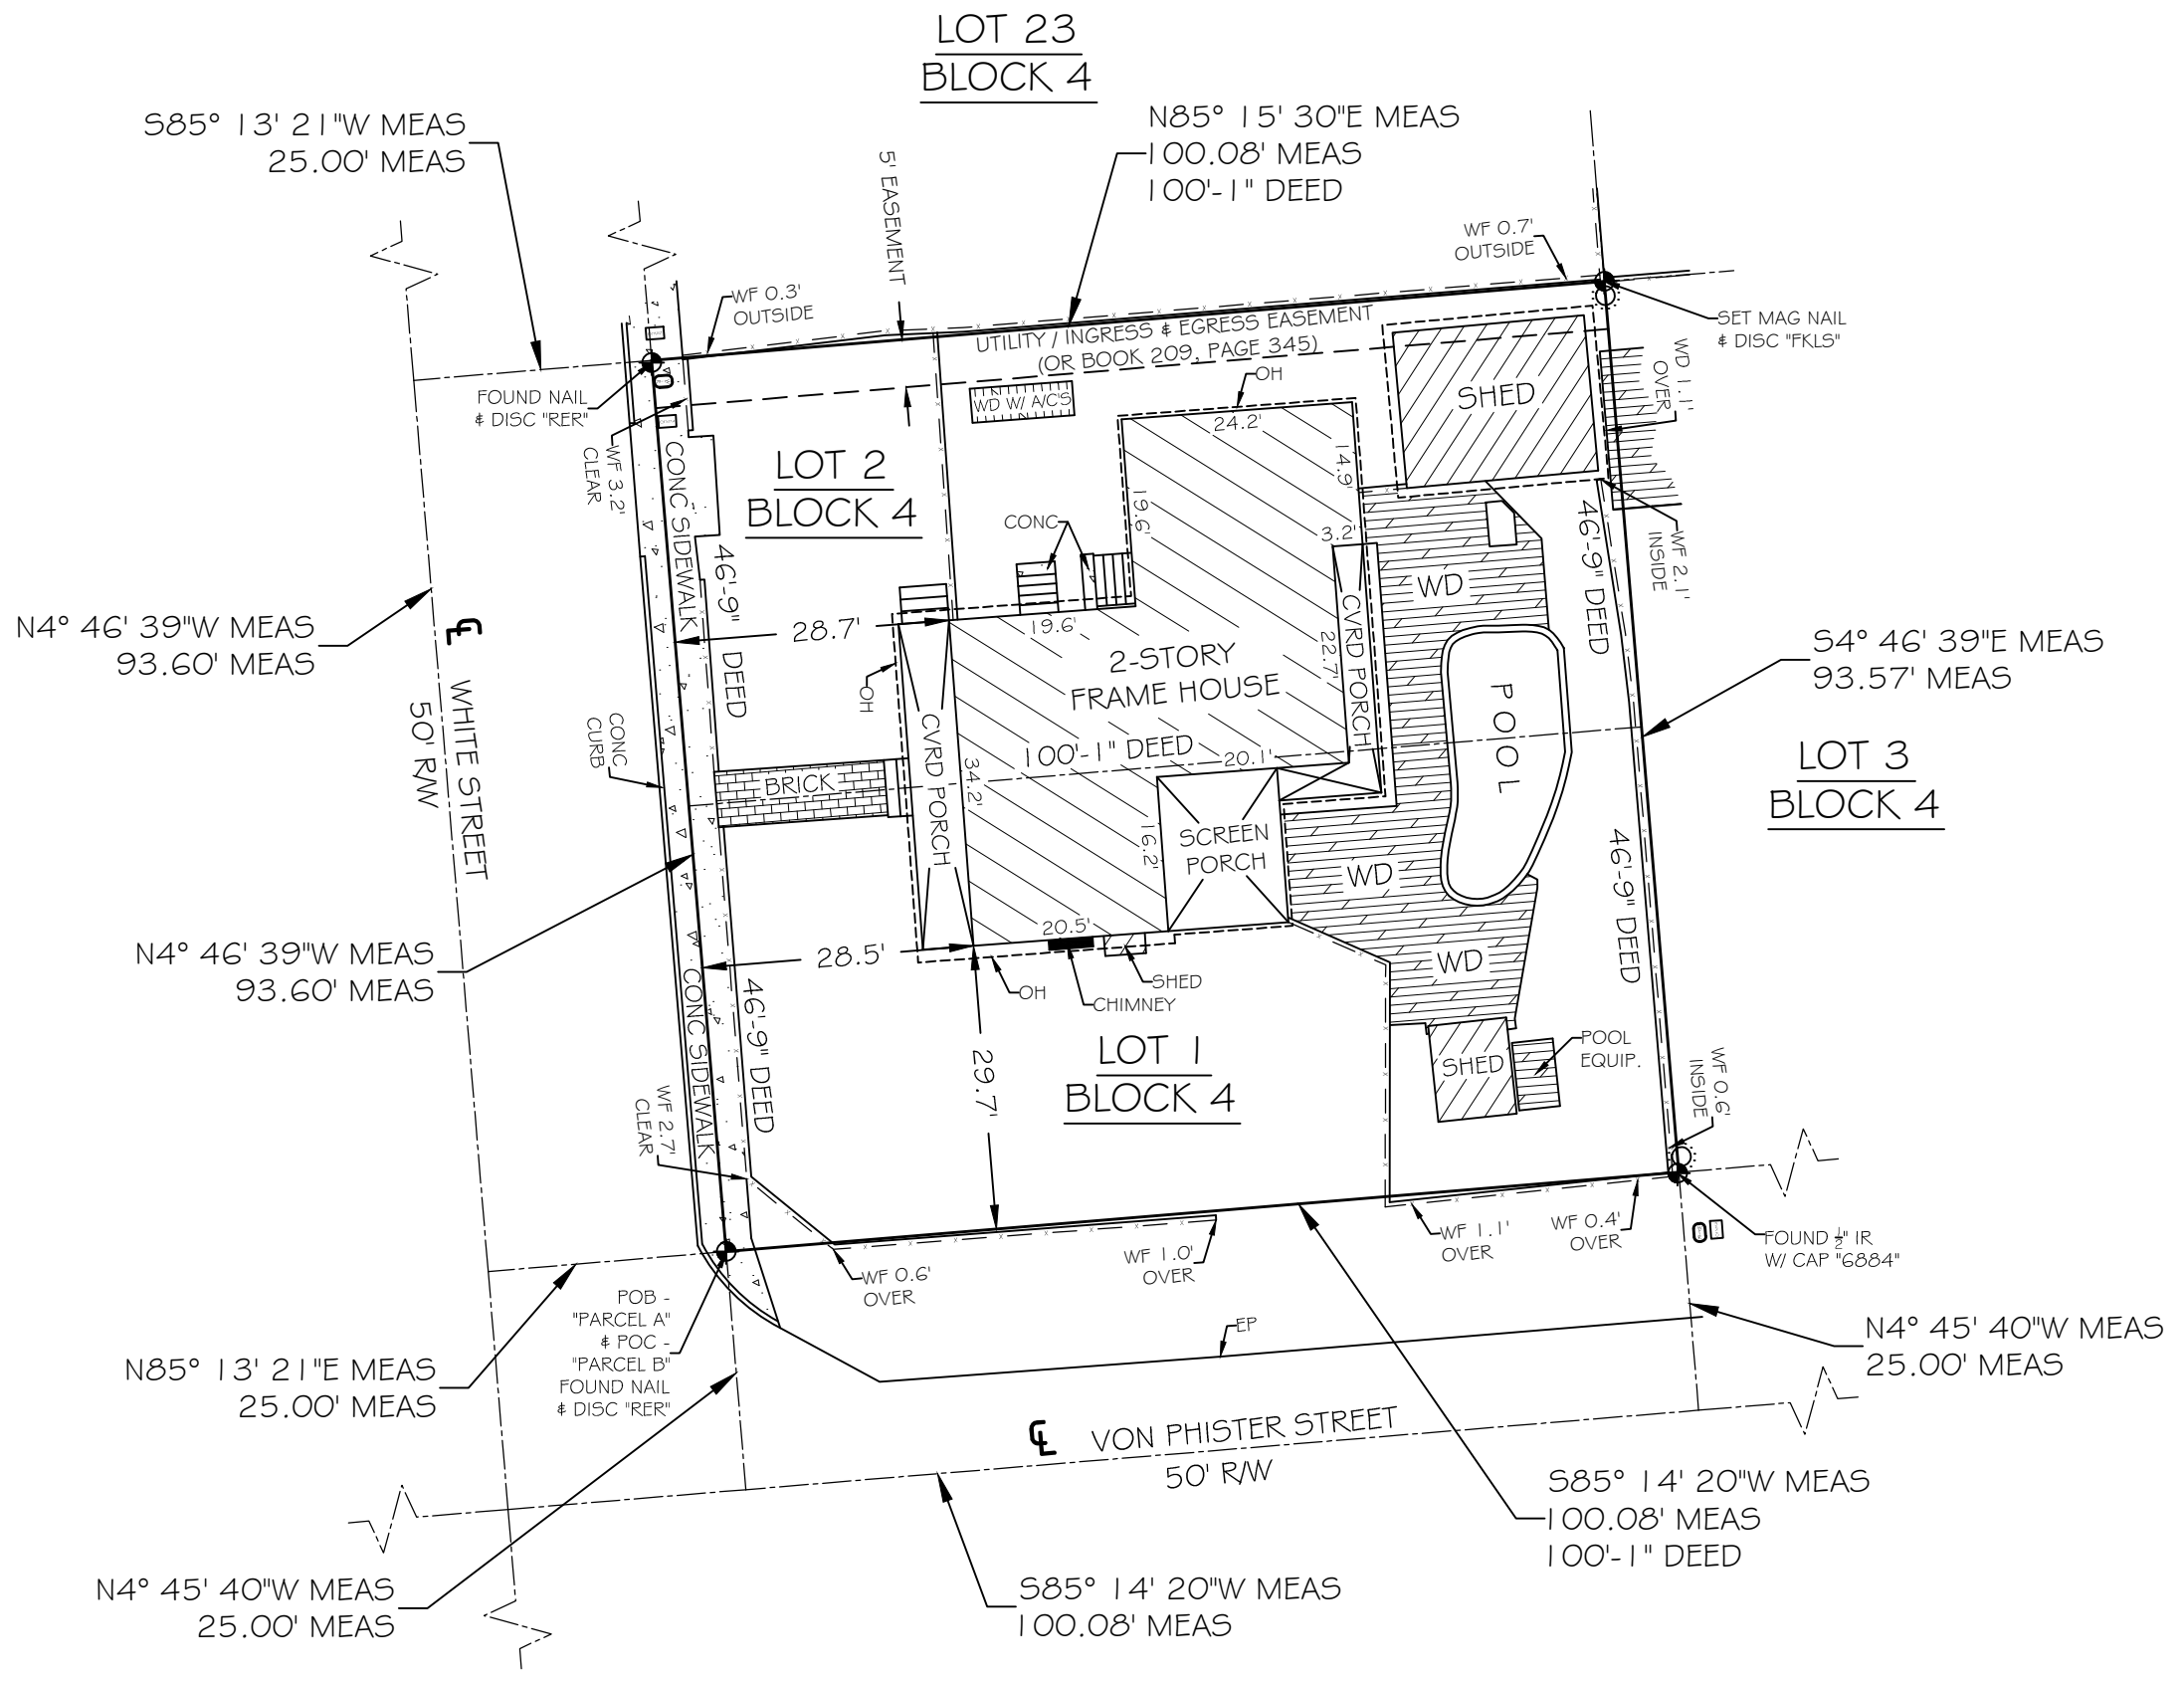 LOT 23
BLOCK 4
S85° 13' 21"W MEAS
25.00' MEAS
N85° 15' 30"E MEAS
100.08' MEAS
100'-1" DEED
5' EASEMENT
WF 0.7'
OUTSIDE
WF 0.3'
OUTSIDE
UTILITY / INGRESS & EGRESS EASEMENT
(OR BOOK 209, PAGE 345)
SET MAG NAIL
& DISC "FKLS"
WD 1.1'
OVER
FOUND NAIL
& DISC "RER"
WF 3.2'
CLEAR
CONC SIDEWALK
WD W/ A/C'S
OH
24.2'
SHED
14.9'
LOT 2
BLOCK 4
CONC
19.6'
3.2'
46'-9" DEED
WF 2.1'
INSIDE
46'-9" DEED
WD
N4° 46' 39"W MEAS
93.60' MEAS
℄
WHITE STREET
50' R/W
28.7'
19.6'
2-STORY
FRAME HOUSE
22.7'
CVRD PORCH
POOL
S4° 46' 39"E MEAS
93.57' MEAS
OH
CONC
CURB
CVRD PORCH
100'-1" DEED
20.1'
34.2'
BRICK
LOT 3
BLOCK 4
16.2'
SCREEN
PORCH
WD
46'-9" DEED
N4° 46' 39"W MEAS
93.60' MEAS
28.5'
20.5'
WD
CONC SIDEWALK
46'-9" DEED
OH
SHED
CHIMNEY
29.7'
LOT 1
BLOCK 4
SHED
POOL
EQUIP.
WF 0.6'
INSIDE
WF 2.7'
CLEAR
WF 0.6'
OVER
WF 1.0'
OVER
WF 1.1'
OVER
WF 0.4'
OVER
FOUND ½" IR
W/ CAP "6884"
POB -
"PARCEL A"
& POC -
"PARCEL B"
FOUND NAIL
& DISC "RER"
EP
N85° 13' 21"E MEAS
25.00' MEAS
N4° 45' 40"W MEAS
25.00' MEAS
℄
VON PHISTER STREET
50' R/W
S85° 14' 20"W MEAS
100.08' MEAS
100'-1" DEED
N4° 45' 40"W MEAS
25.00' MEAS
S85° 14' 20"W MEAS
100.08' MEAS